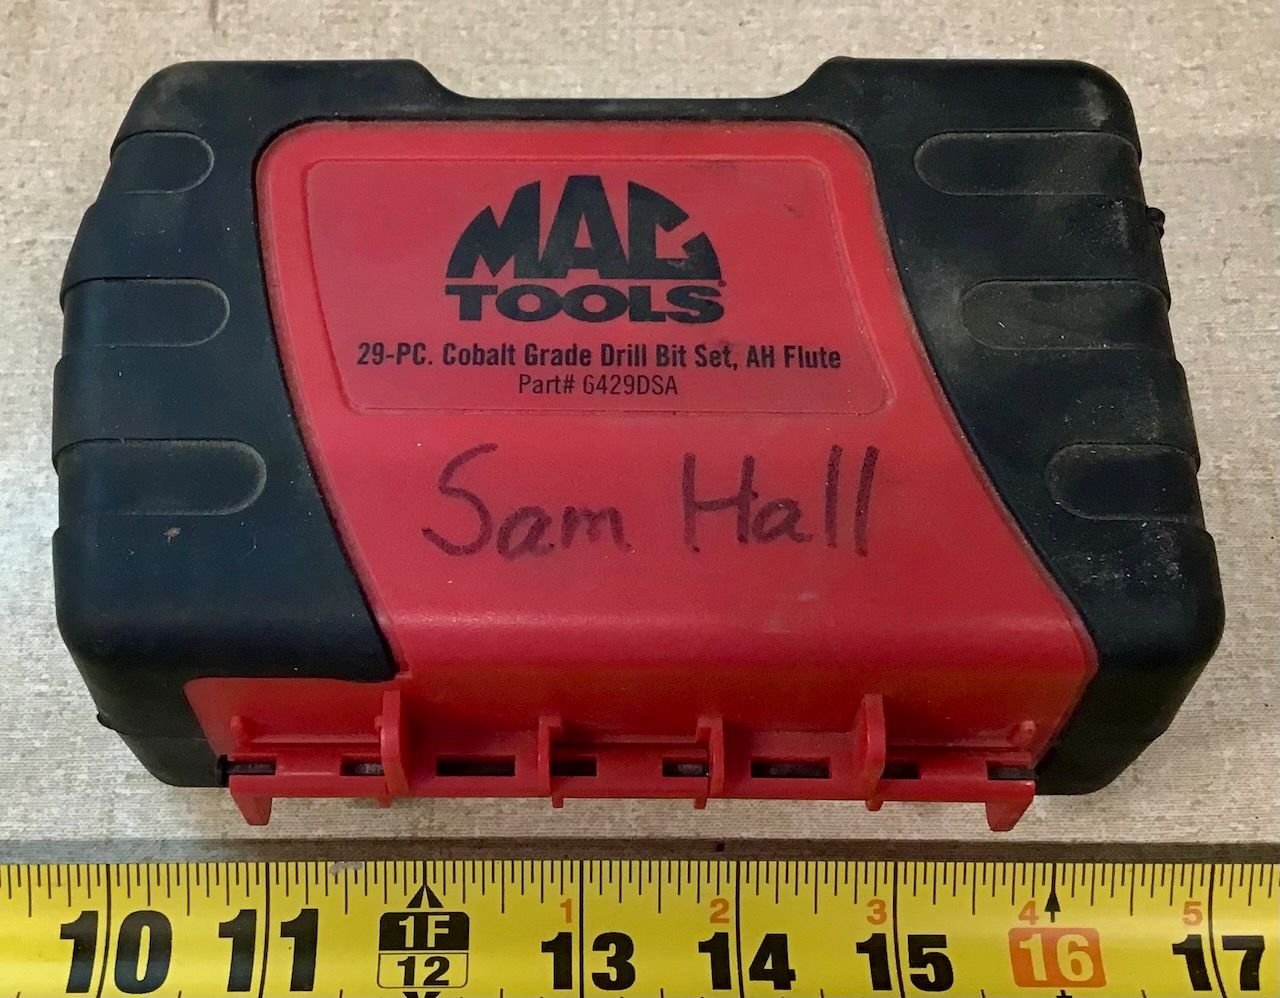 MAC
TOOLS
29-PC. Cobalt Grade Drill Bit Set, AH Flute
Part# 6429DSA
Sam Hall
1F 1 2 3 4 5
10 11 12 13 14 15 16 17